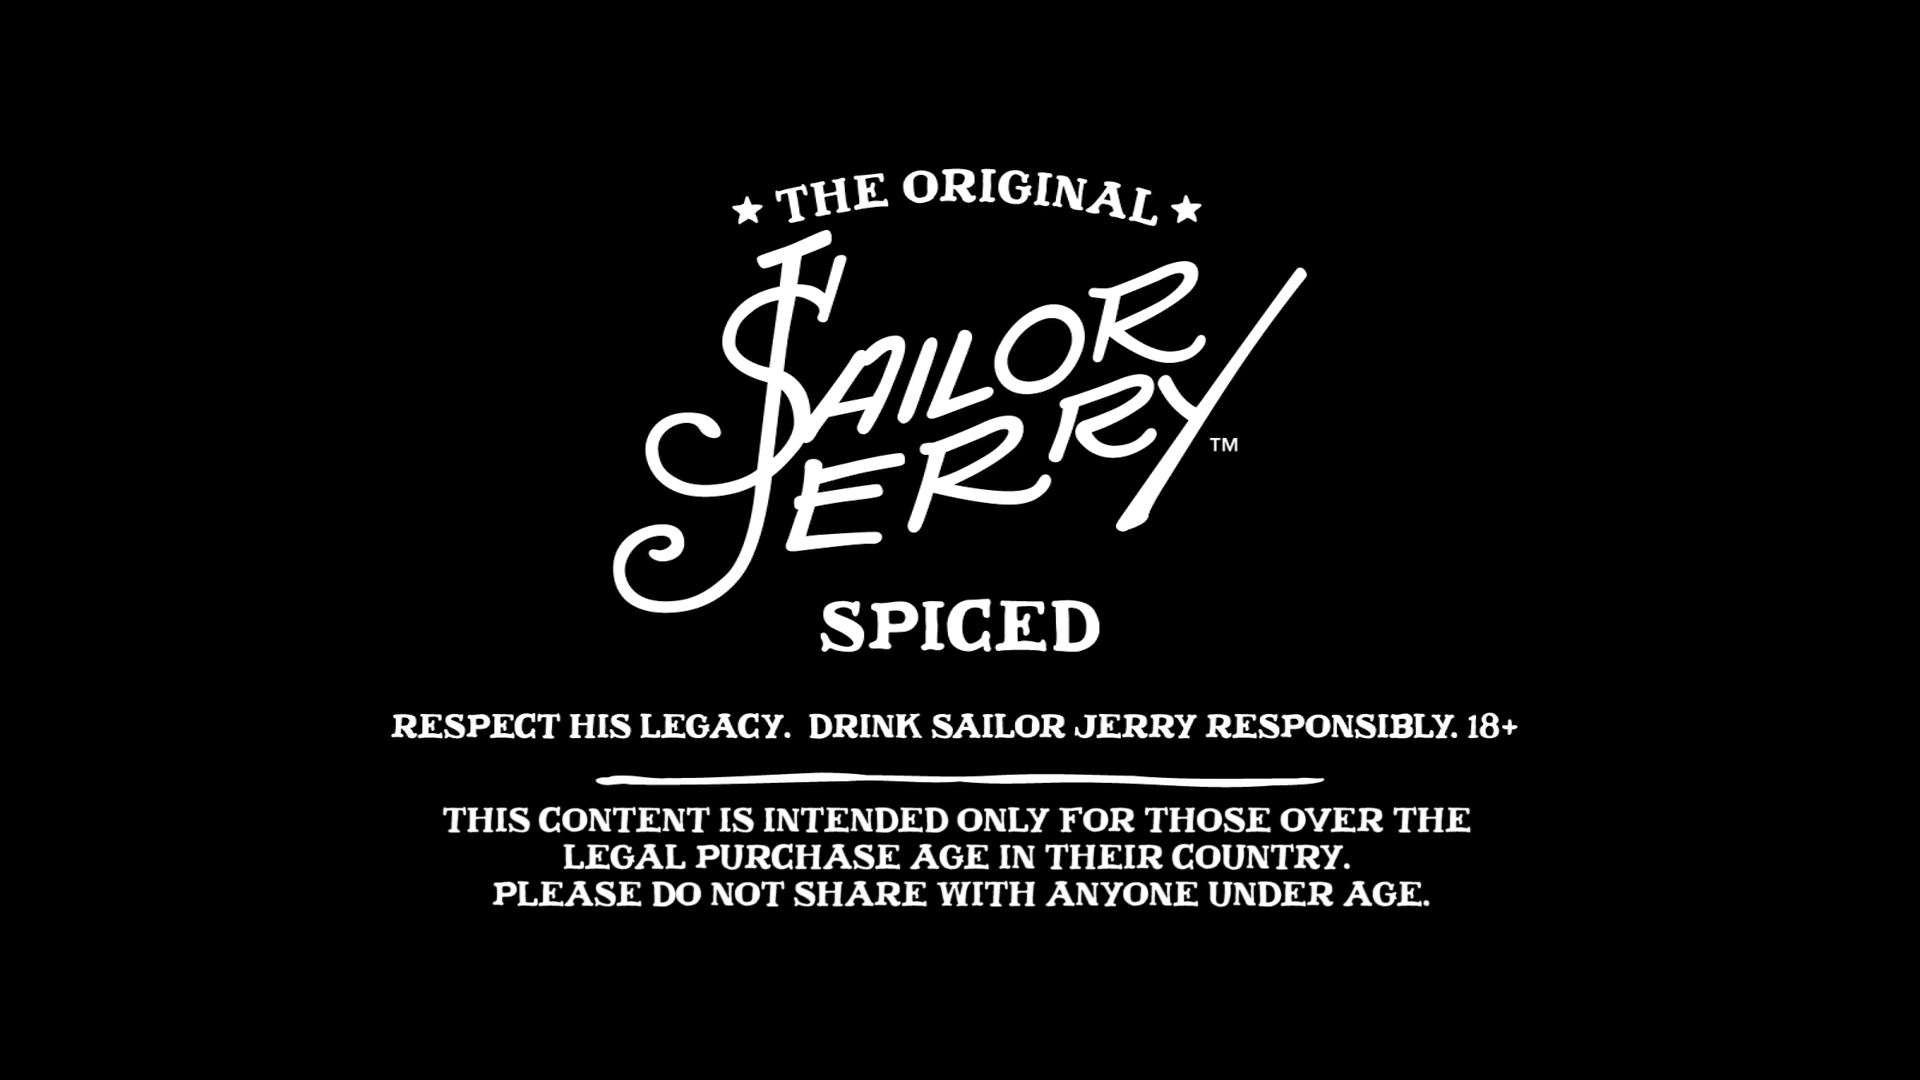 ★ THE ORIGINAL ★
SAILOR
JERRY™
SPICED
RESPECT HIS LEGACY. DRINK SAILOR JERRY RESPONSIBLY. 18+
THIS CONTENT IS INTENDED ONLY FOR THOSE OVER THE
LEGAL PURCHASE AGE IN THEIR COUNTRY.
PLEASE DO NOT SHARE WITH ANYONE UNDER AGE.